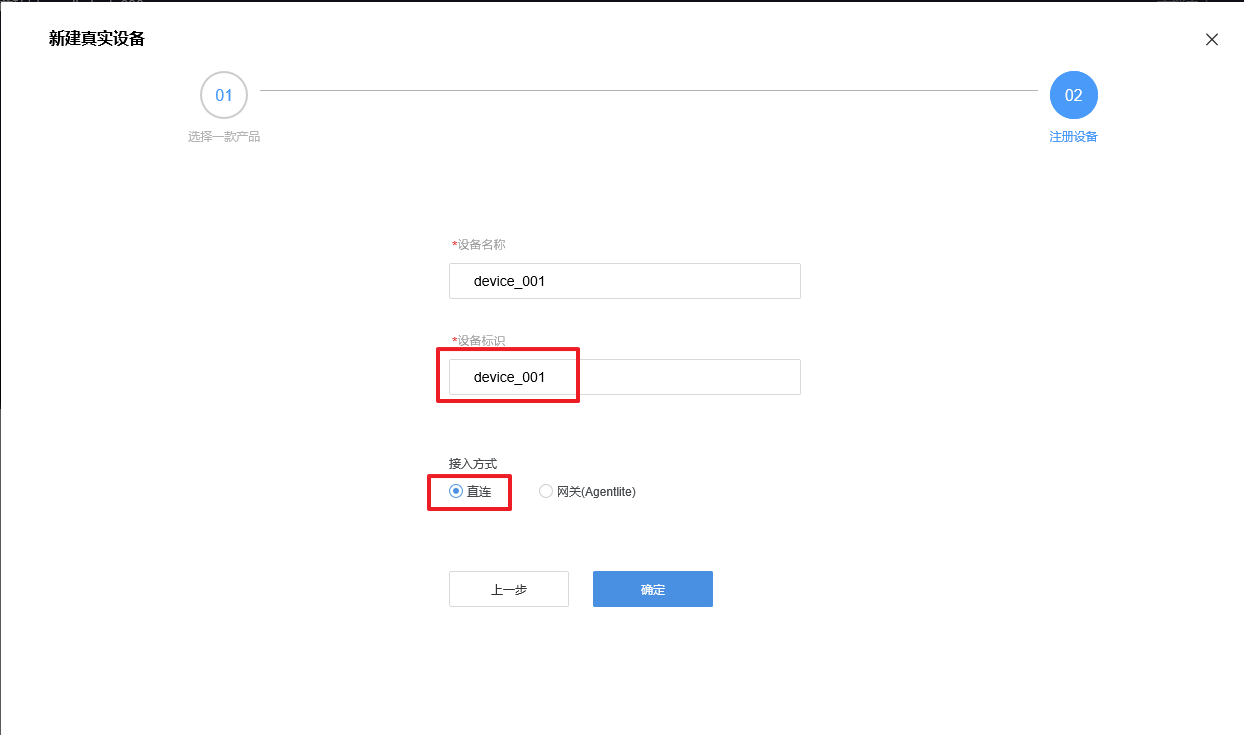 新建真实设备
01
02
选择一款产品
注册设备
*设备名称
device_001
*设备标识
device_001
接入方式
直连 网关(Agentlite)
上一步 确定